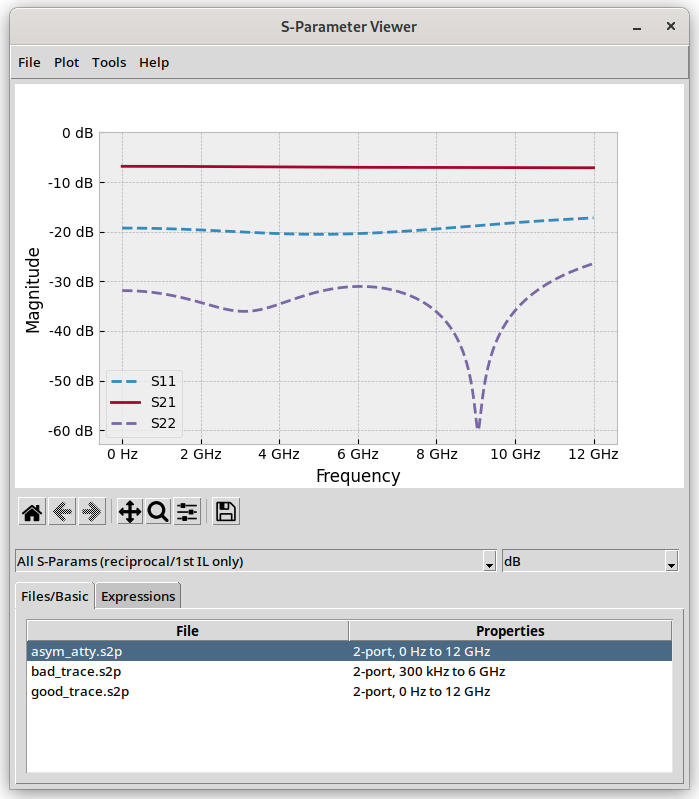 S-Parameter Viewer
File Plot Tools Help
0 dB
-10 dB
-20 dB
-30 dB
-40 dB
-50 dB
-60 dB
Magnitude
S11
S21
S22
0 Hz 2 GHz 4 GHz 6 GHz 8 GHz 10 GHz 12 GHz
Frequency
All S-Params (reciprocal/1st IL only) dB
Files/Basic Expressions
File Properties
asym_atty.s2p 2-port, 0 Hz to 12 GHz
bad_trace.s2p 2-port, 300 kHz to 6 GHz
good_trace.s2p 2-port, 0 Hz to 12 GHz